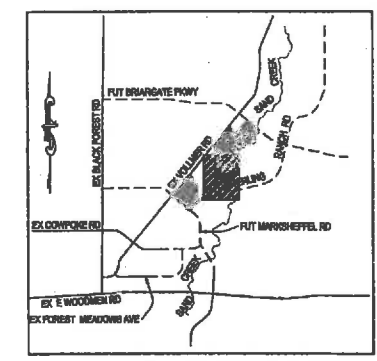 FUT BRIARGATE PKWY
EX BLACK FOREST RD
SAND CREEK
EX VOLLMER RD
RANCH RD
EX COWPOKE RD
FUT MARKSHEFFEL RD
SAND CREEK
EX E WOODMEN RD
EX FOREST MEADOWS AVE